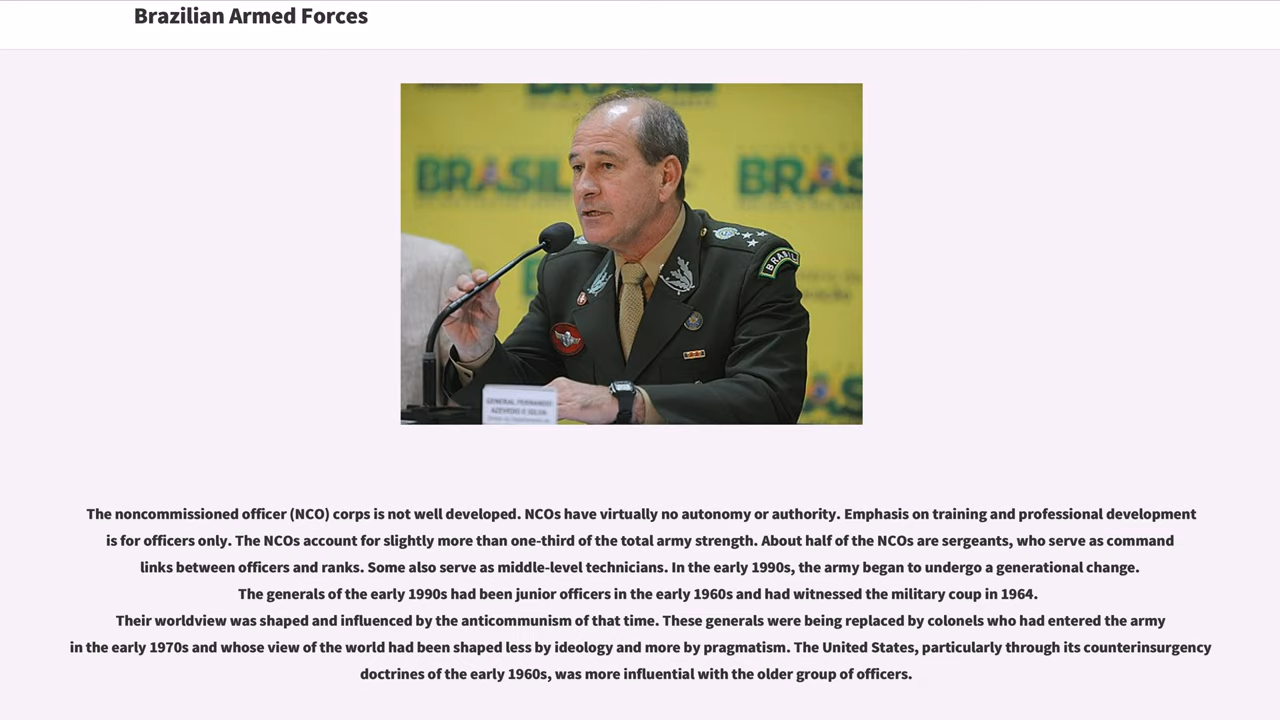 Brazilian Armed Forces
BRASIL
BRASIL
BRAS
BRASIL
GENERAL FERNANDO
AZEVEDO E SILVA
BRAS
The noncommissioned officer (NCO) corps is not well developed. NCOs have virtually no autonomy or authority. Emphasis on training and professional development
is for officers only. The NCOs account for slightly more than one-third of the total army strength. About half of the NCOs are sergeants, who serve as command
links between officers and ranks. Some also serve as middle-level technicians. In the early 1990s, the army began to undergo a generational change.
The generals of the early 1990s had been junior officers in the early 1960s and had witnessed the military coup in 1964.
Their worldview was shaped and influenced by the anticommunism of that time. These generals were being replaced by colonels who had entered the army
in the early 1970s and whose view of the world had been shaped less by ideology and more by pragmatism. The United States, particularly through its counterinsurgency
doctrines of the early 1960s, was more influential with the older group of officers.